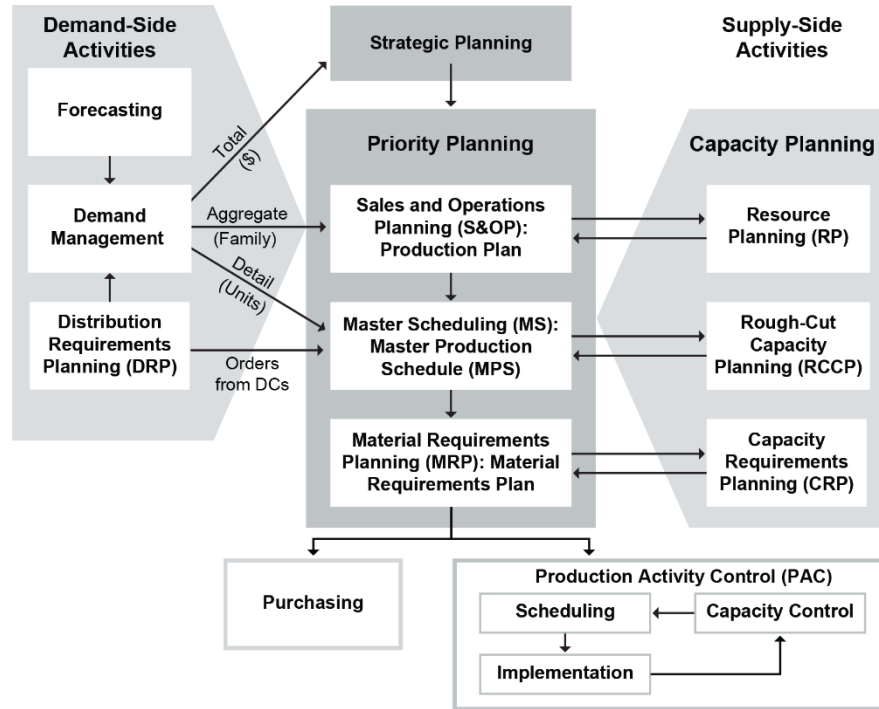 Demand-Side
Activities
Forecasting
Demand
Management
Distribution
Requirements
Planning (DRP)
Total
($)
Aggregate
(Family)
Detail
(Units)
Orders
from DCs
Strategic Planning
Priority Planning
Sales and Operations
Planning (S&OP):
Production Plan
Master Scheduling (MS):
Master Production
Schedule (MPS)
Material Requirements
Planning (MRP): Material
Requirements Plan
Supply-Side
Activities
Capacity Planning
Resource
Planning (RP)
Rough-Cut
Capacity
Planning (RCCP)
Capacity
Requirements
Planning (CRP)
Purchasing
Production Activity Control (PAC)
Scheduling
Capacity Control
Implementation